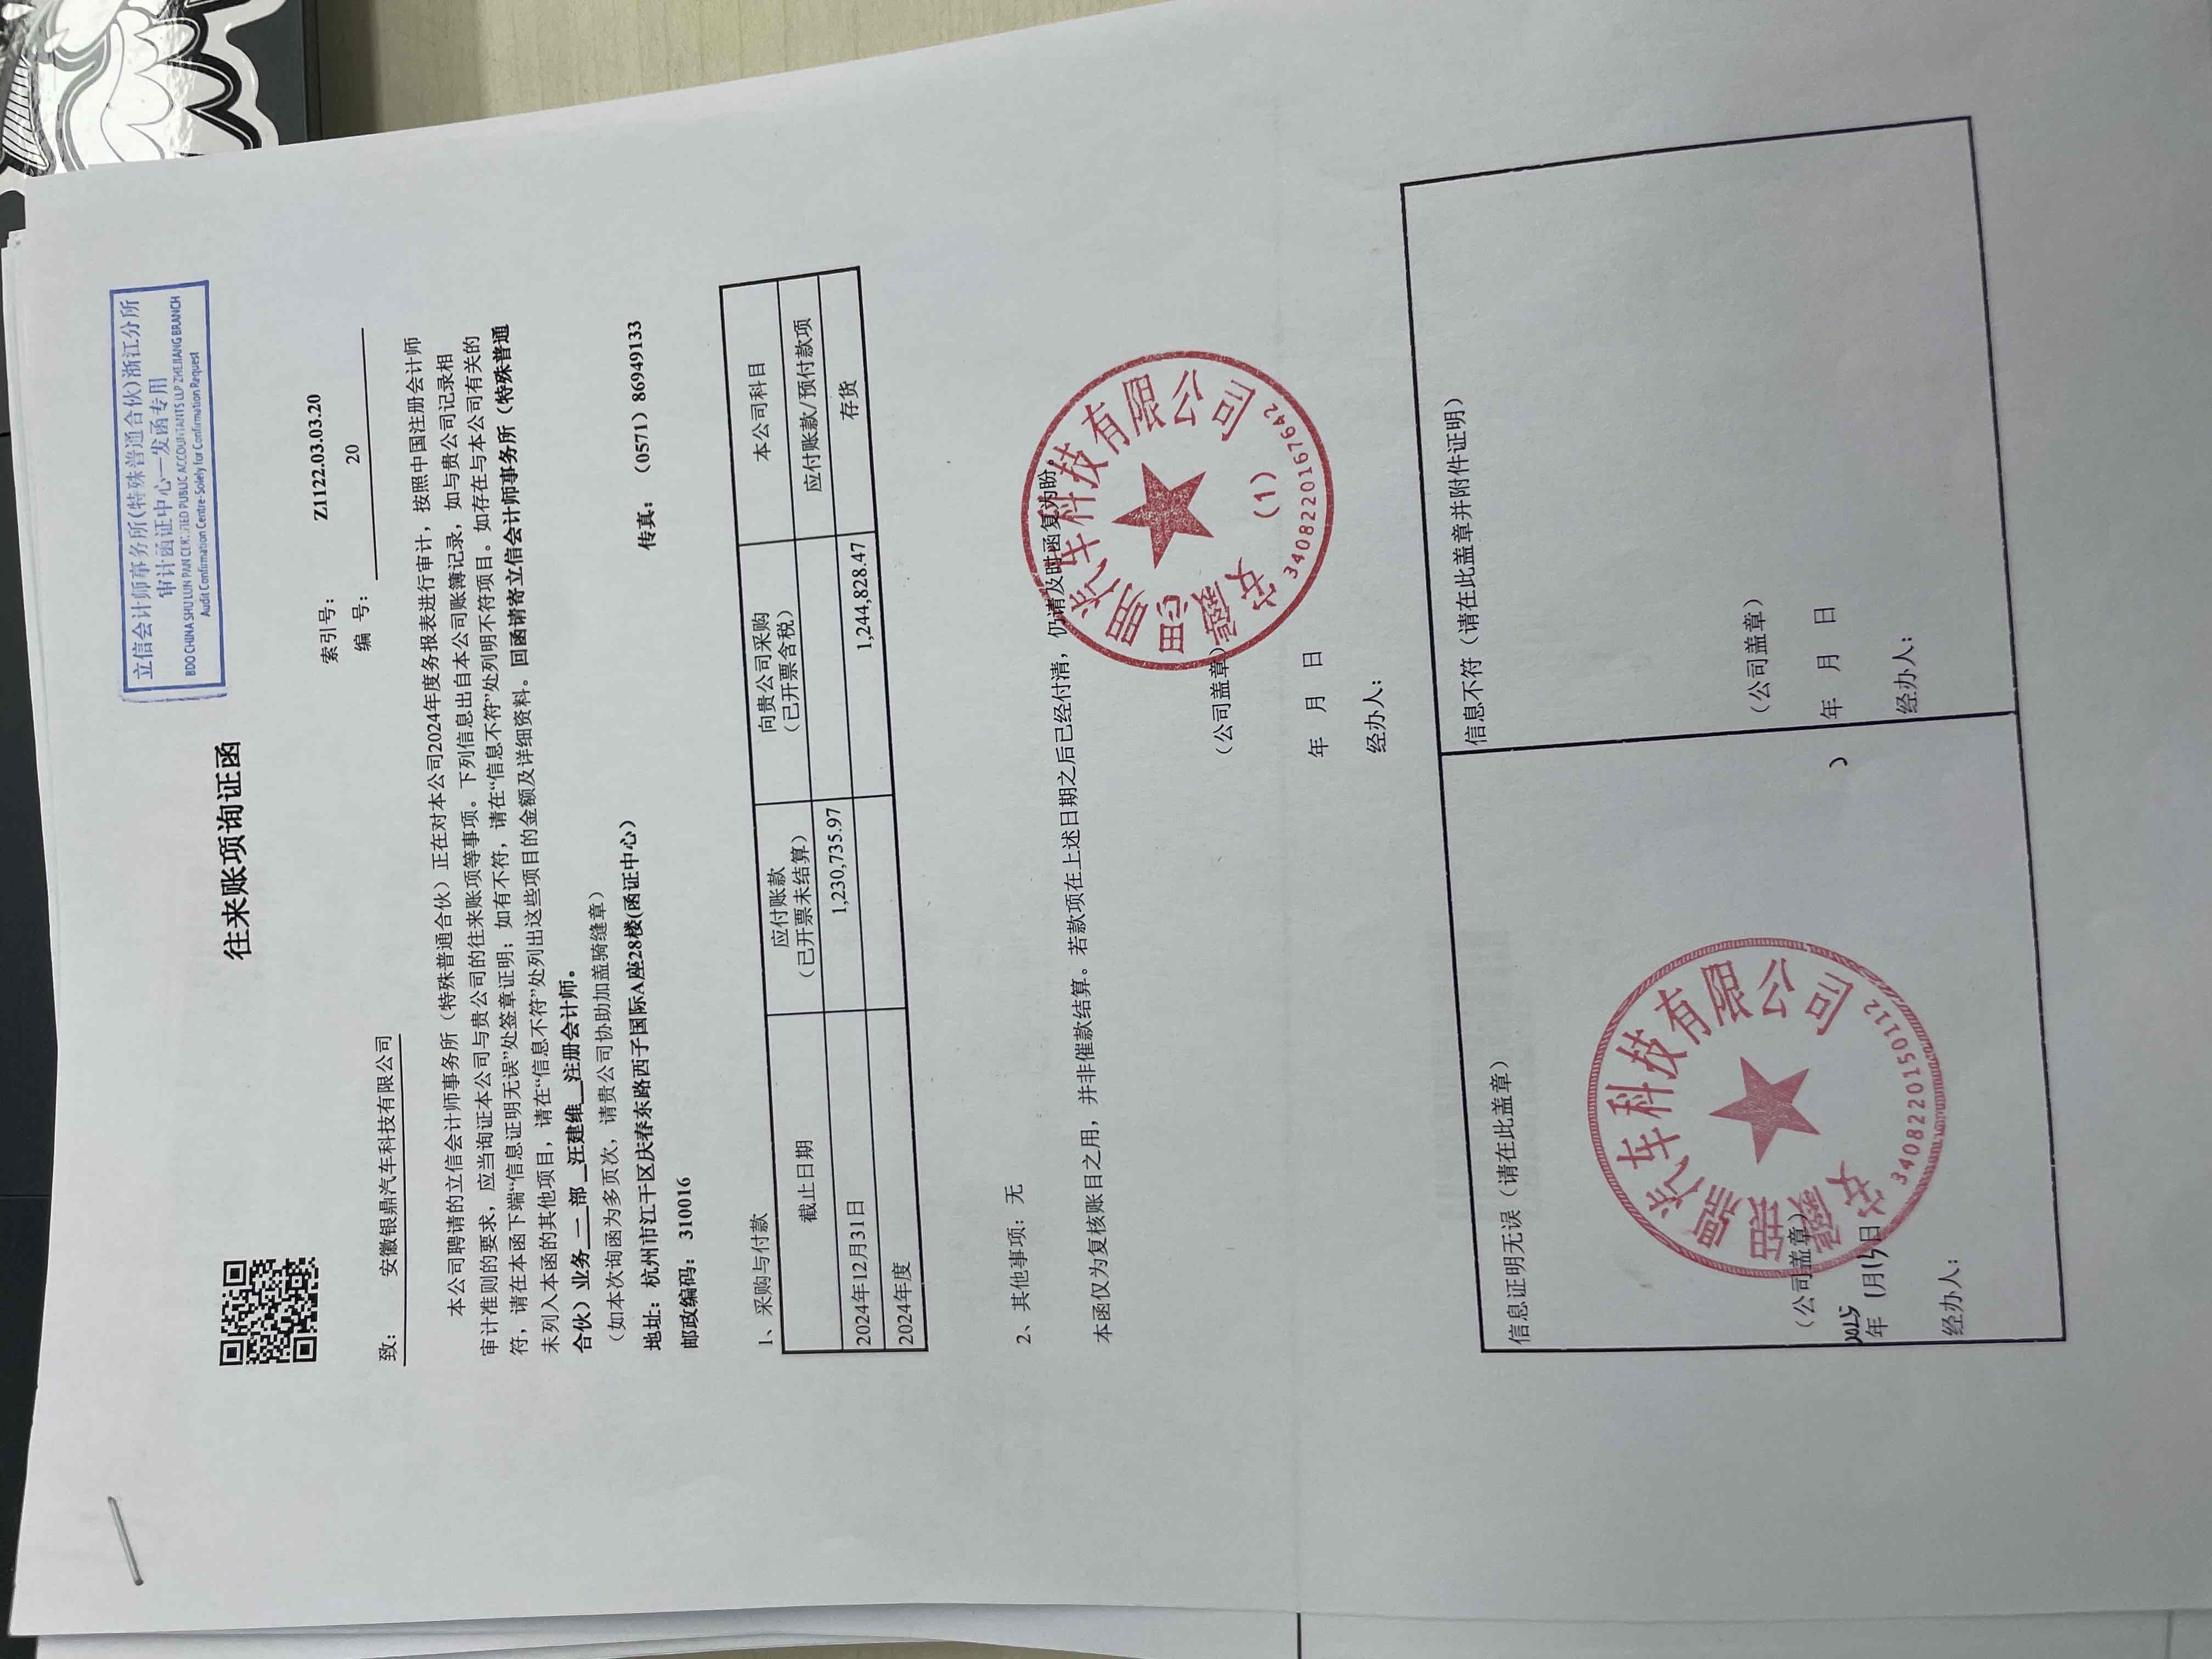 立信会计师事务所(特殊普通合伙)浙江分所
审计函证中心—发函专用
BDO CHINA SHU LUN PAN CERTIFIED PUBLIC ACCOUNTANTS LLP ZHEJIANG BRANCH
Audit Confirmation Centre-Solely for Confirmation Request
往来账项询证函
索引号： Z1122.03.03.20
编 号： 20
致： 安徽银鼎汽车科技有限公司
本公司聘请的立信会计师事务所（特殊普通合伙）正在对本公司2024年度务报表进行审计，按照中国注册会计师
审计准则的要求，应当询证本公司与贵公司的往来账项等事项。下列信息出自本公司账簿记录，如与贵公司记录相
符，请在本函下端“信息证明无误”处签章证明；如有不符，请在“信息不符”处列明不符项目。如存在与本公司有关的
未列入本函的其他项目，请在“信息不符”处列出这些项目的金额及详细资料。回函请寄立信会计师事务所（特殊普通
合伙）业务__一__部__汪建维__注册会计师。
（如本次询函为多页次，请贵公司协助加盖骑缝章）
地址：杭州市江干区庆春东路西子国际A座28楼(函证中心） 传真：（0571）86949133
邮政编码：310016
1、采购与付款
截止日期 应付账款（已开票未结算） 向贵公司采购（已开票含税） 本公司科目
2024年12月31日 1,230,735.97 应付账款/预付款项
2024年度 1,244,828.47 存货
2、其他事项：无
本函仅为复核账目之用，并非催款结算。若款项在上述日期之后已经付清，仍请及时函复为盼。
（公司盖章）
安徽思明汽车科技有限公司
（1）
3408220167642
年 月 日
经办人：
信息证明无误（请在此盖章）
安徽银鼎汽车科技有限公司
3408220150112
（公司盖章）
2025年 1月13日
经办人：
信息不符（请在此盖章并附件证明）
（公司盖章）
年 月 日
经办人：